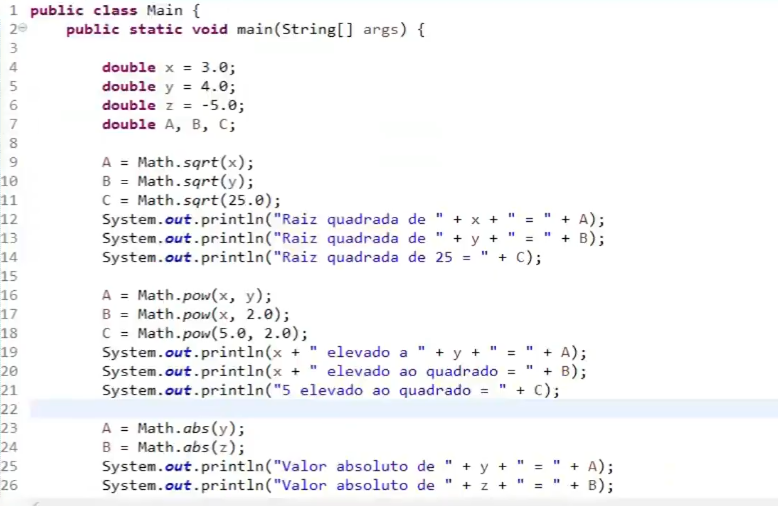 1 public class Main {
2 public static void main(String[] args) {
3
4 double x = 3.0;
5 double y = 4.0;
6 double z = -5.0;
7 double A, B, C;
8
9 A = Math.sqrt(x);
10 B = Math.sqrt(y);
11 C = Math.sqrt(25.0);
12 System.out.println("Raiz quadrada de " + x + " = " + A);
13 System.out.println("Raiz quadrada de " + y + " = " + B);
14 System.out.println("Raiz quadrada de 25 = " + C);
15
16 A = Math.pow(x, y);
17 B = Math.pow(x, 2.0);
18 C = Math.pow(5.0, 2.0);
19 System.out.println(x + " elevado a " + y + " = " + A);
20 System.out.println(x + " elevado ao quadrado = " + B);
21 System.out.println("5 elevado ao quadrado = " + C);
22
23 A = Math.abs(y);
24 B = Math.abs(z);
25 System.out.println("Valor absoluto de " + y + " = " + A);
26 System.out.println("Valor absoluto de " + z + " = " + B);